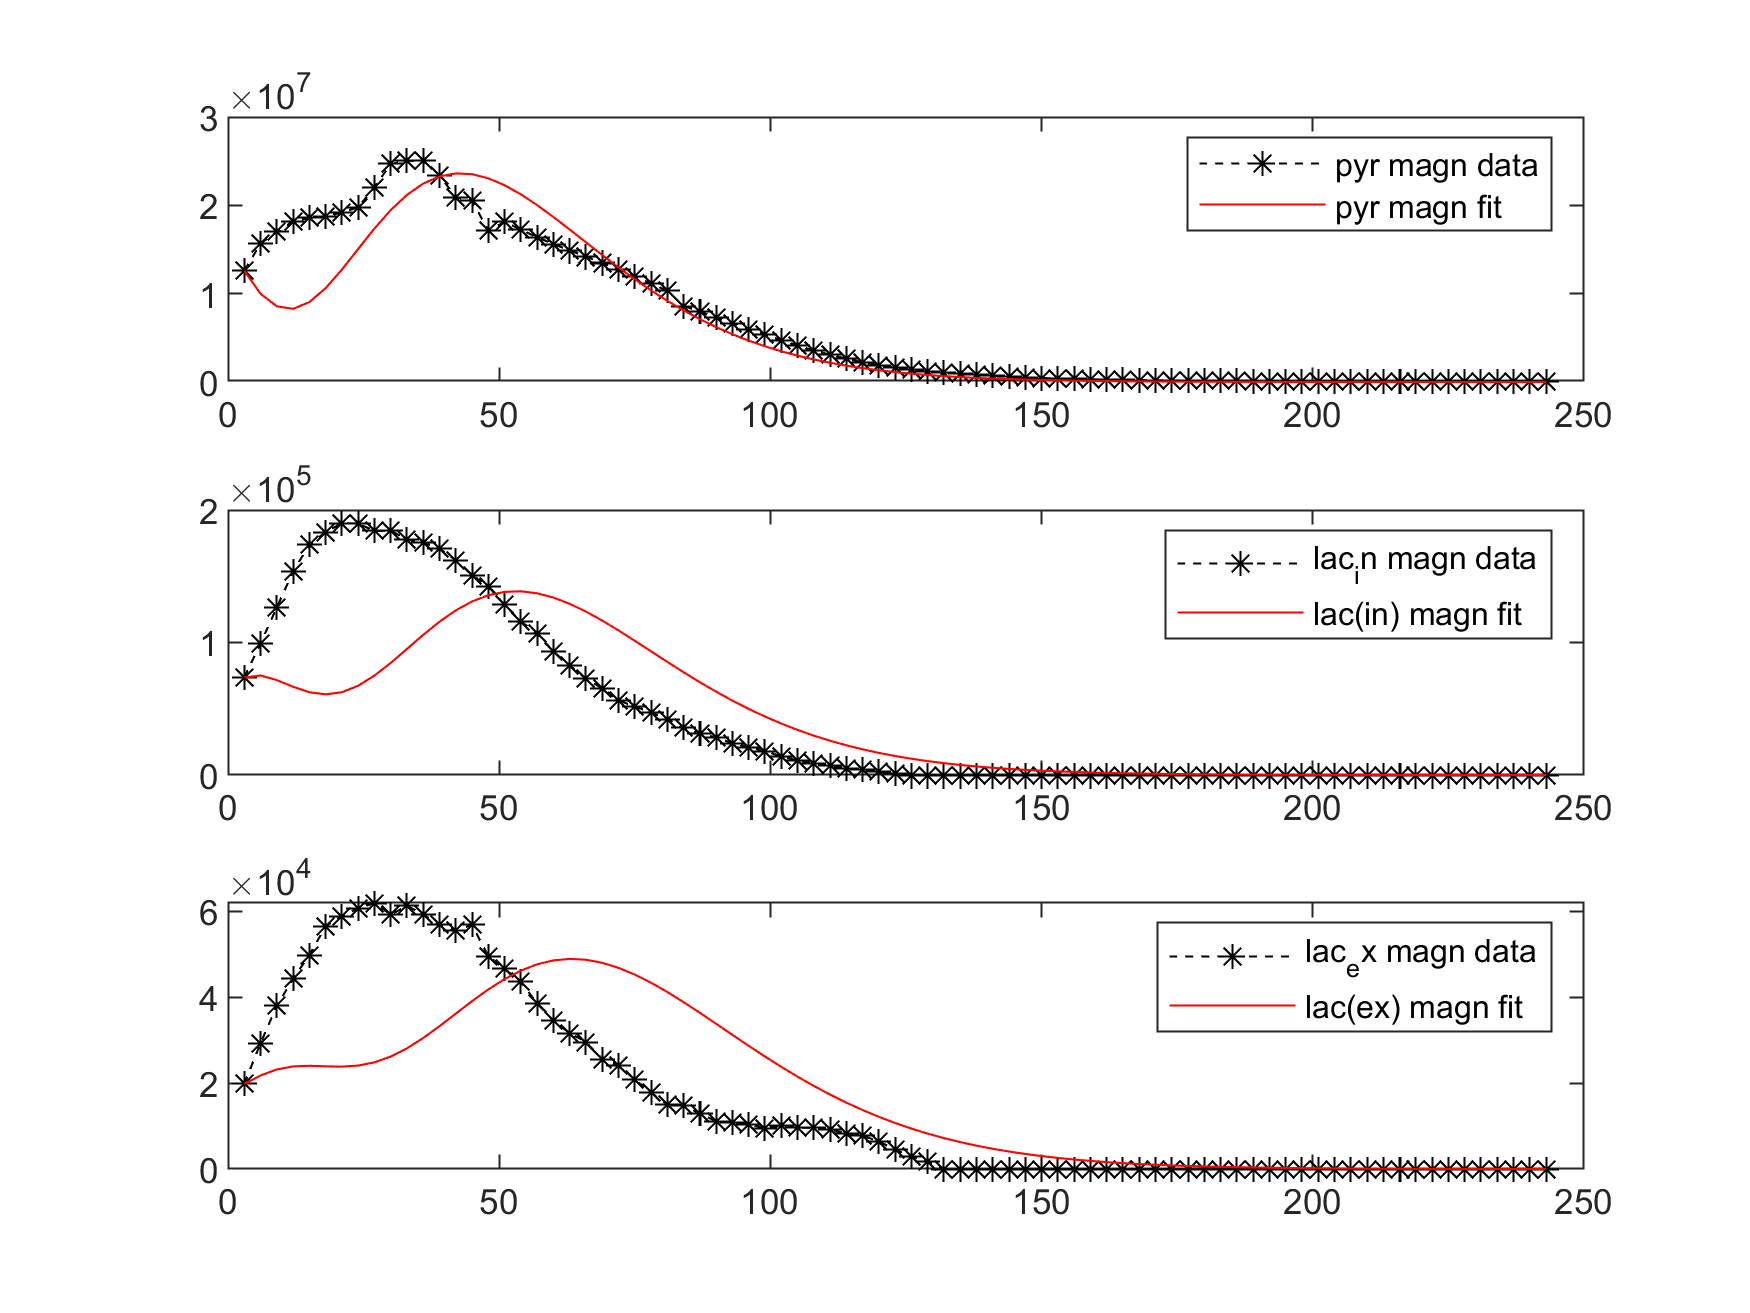 ×10^7
3
2
1
0
0 50 100 150 200 250
pyr magn data
pyr magn fit
×10^5
2
1
0
0 50 100 150 200 250
lac_in magn data
lac(in) magn fit
×10^4
6
4
2
0
0 50 100 150 200 250
lac_ex magn data
lac(ex) magn fit